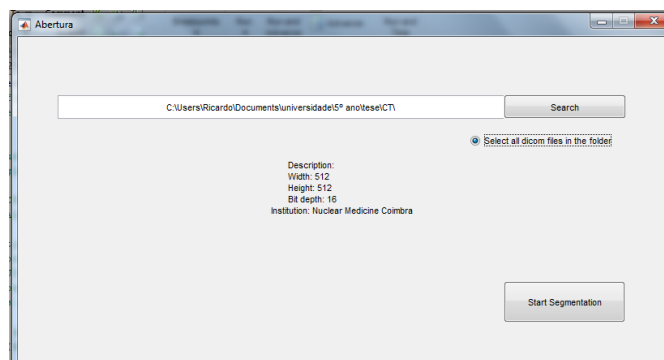 Abertura
C:\Users\Ricardo\Documents\universidade\5º ano\tese\CT\
Search
Select all dicom files in the folder
Description:
Width: 512
Height: 512
Bit depth: 16
Institution: Nuclear Medicine Coimbra
Start Segmentation